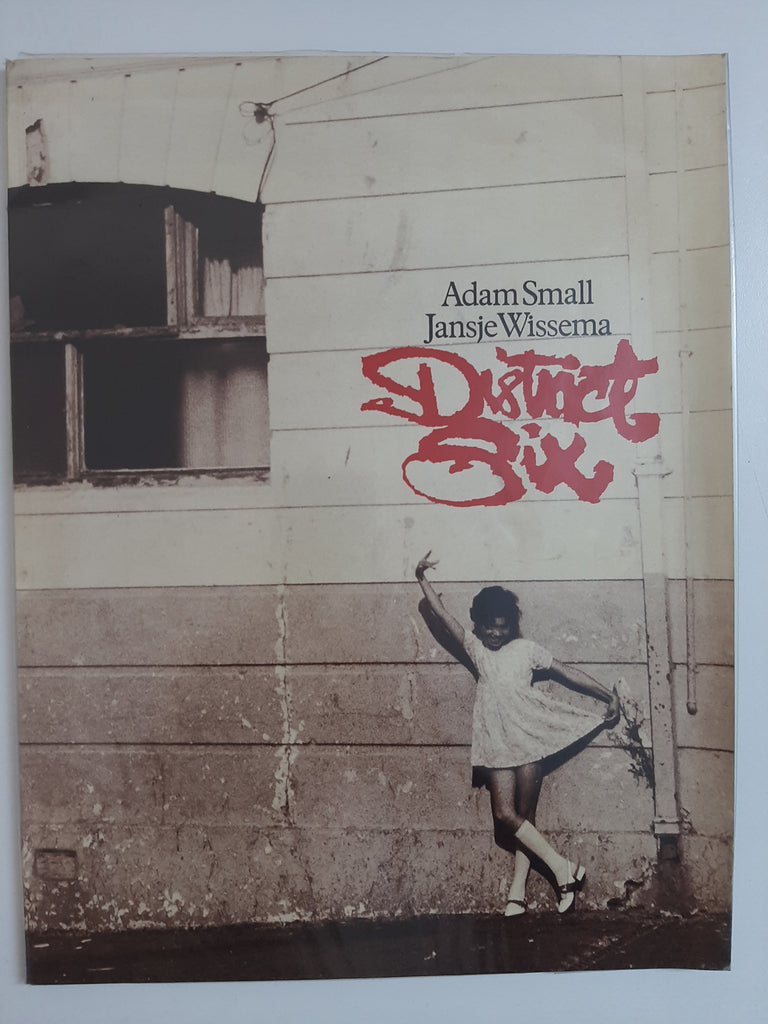 Adam Small
Jansje Wissema
District
Six